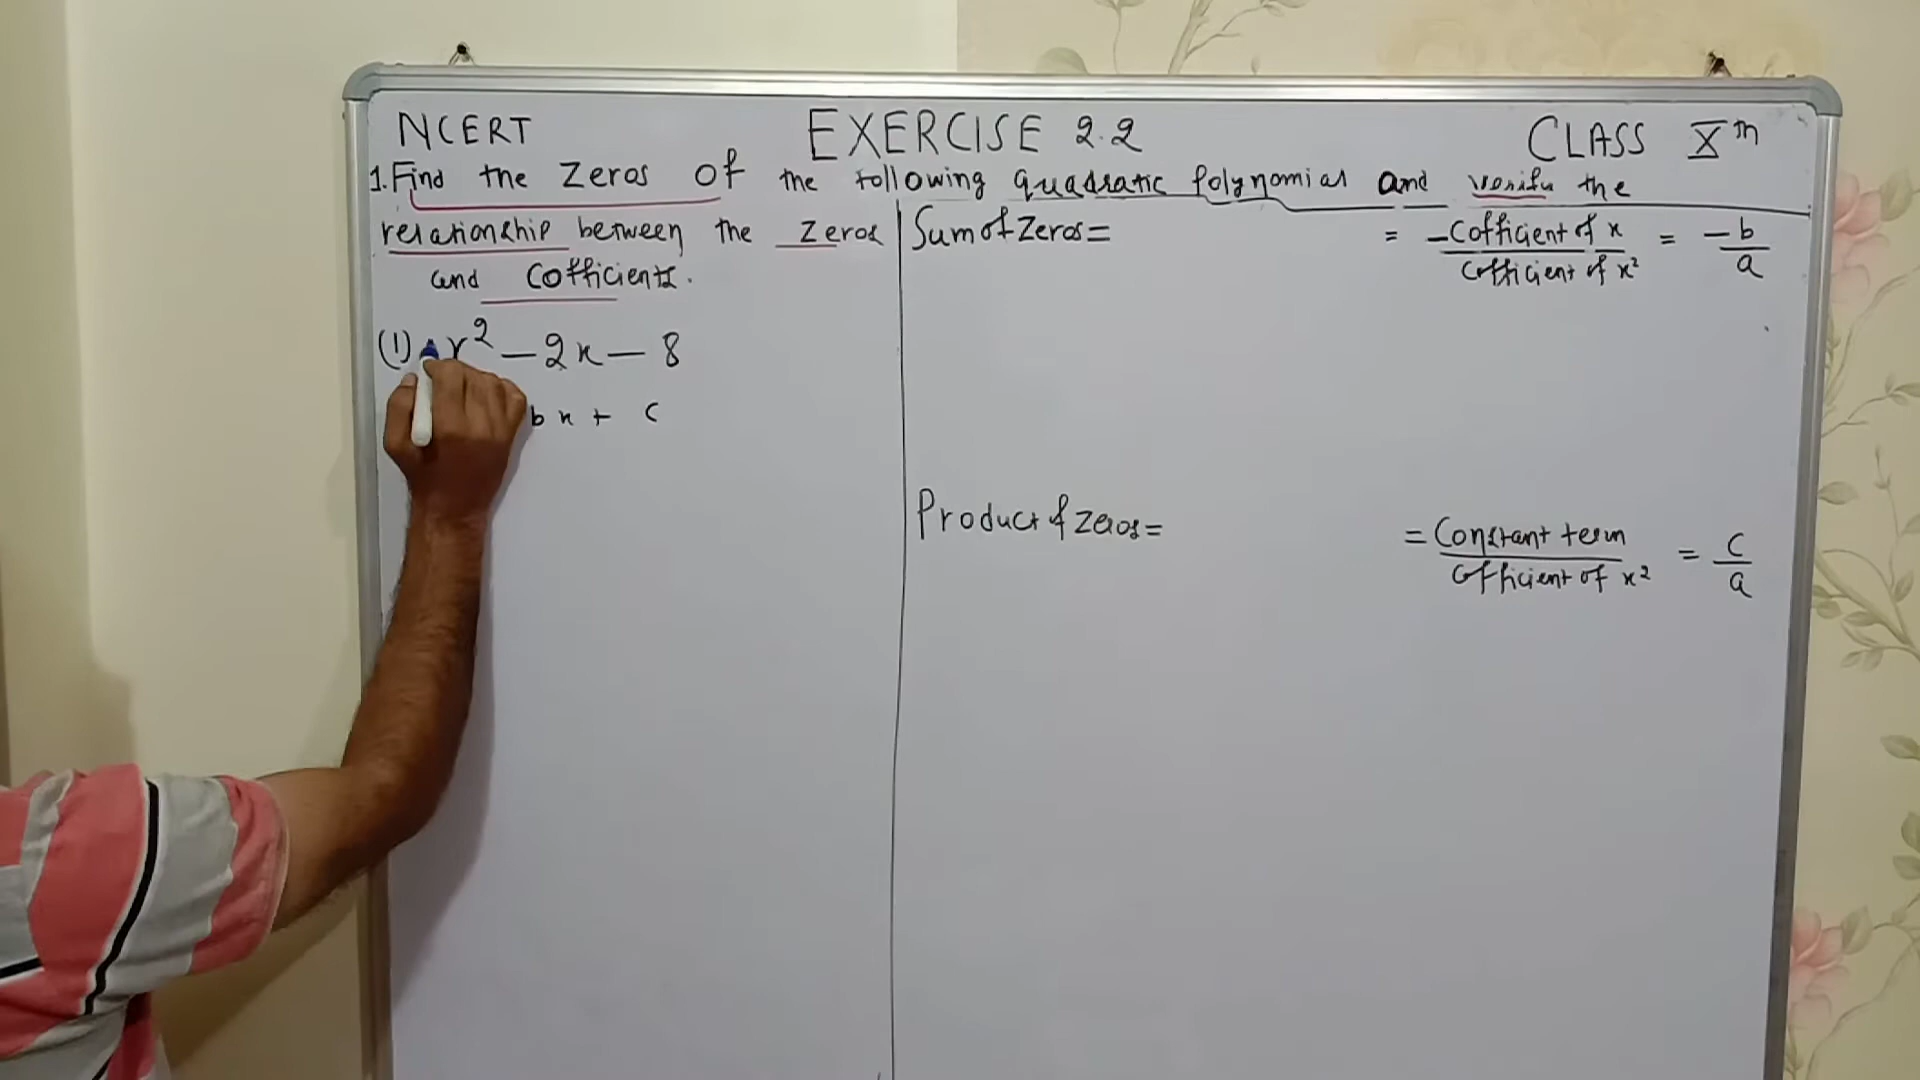 NCERT EXERCISE 2.2 CLASS Xth
1. Find the Zeros of the following quadratic Polynomial and verify the
relationship between the zeros
and Cofficients.
(1) x² - 2x - 8
bx + c
Sum of Zeros = = -Cofficient of x / Cofficient of x² = -b/a
Product of zeros = = Constant term / Cofficient of x² = c/a